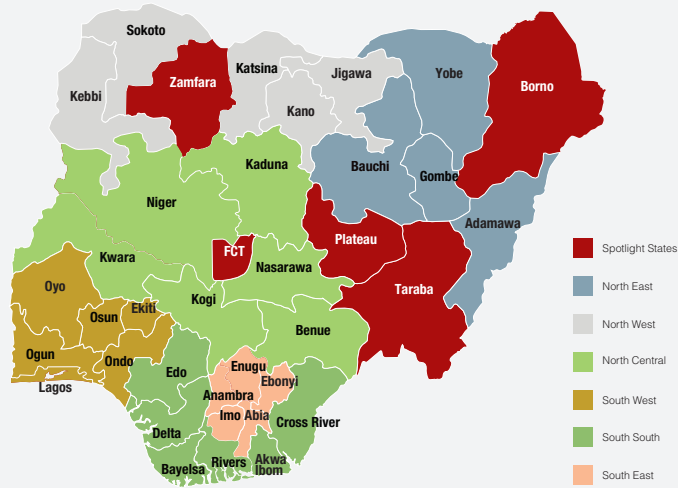 Sokoto
Zamfara
Katsina
Jigawa
Yobe
Borno
Kebbi
Kano
Kaduna
Bauchi
Gombe
Niger
Adamawa
FCT
Plateau
Kwara
Nasarawa
Taraba
Oyo
Kogi
Osun
Ekiti
Benue
Ogun
Ondo
Lagos
Edo
Enugu
Ebonyi
Anambra
Imo
Abia
Cross River
Delta
Bayelsa
Rivers
Akwa
Ibom
Spotlight States
North East
North West
North Central
South West
South South
South East